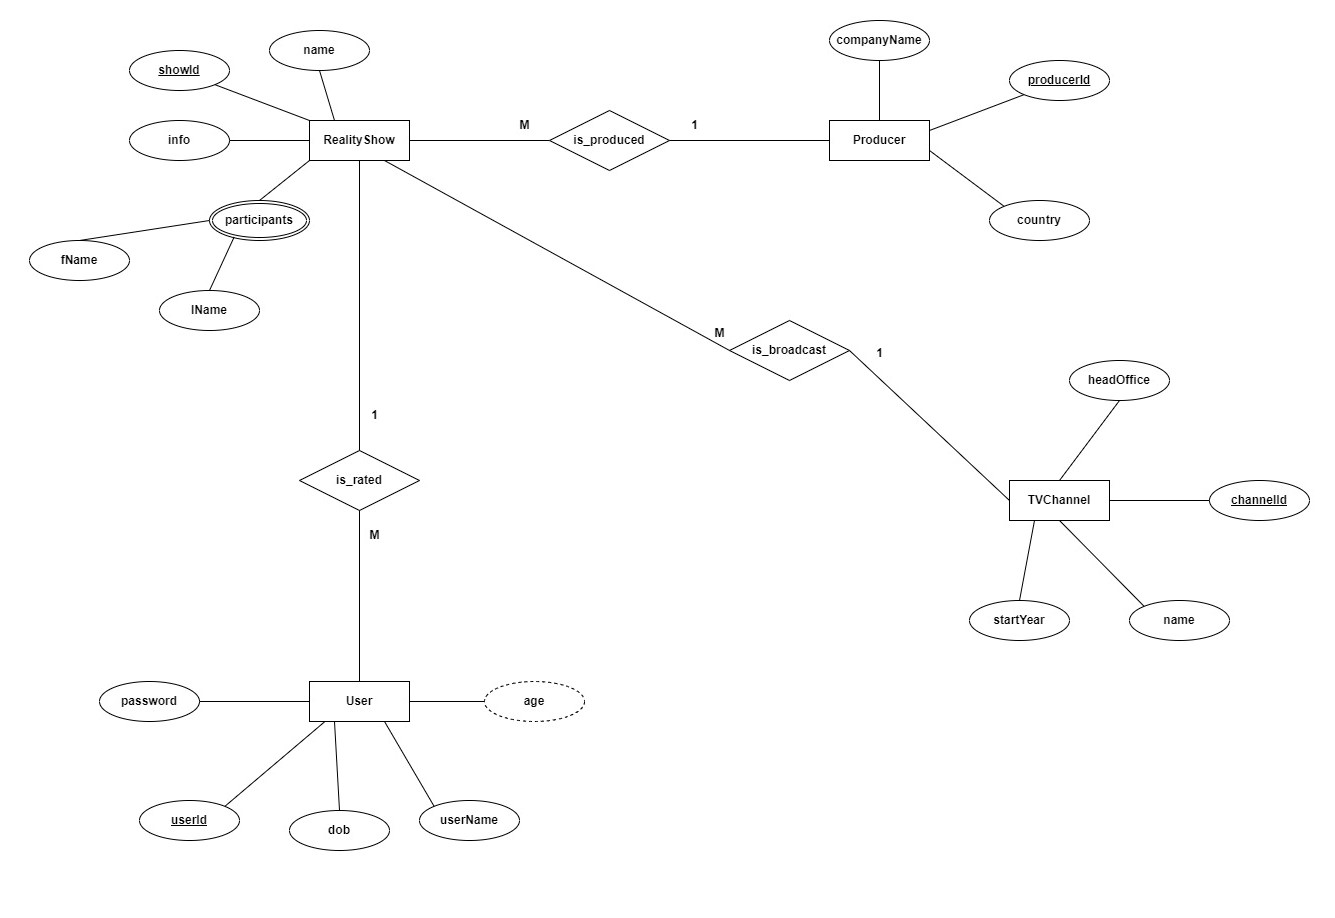 companyName
name
showId
producerId
M
1
info
RealityShow
is_produced
Producer
participants
country
fName
lName
M
is_broadcast
1
headOffice
1
is_rated
TVChannel
channelId
M
startYear
name
password
User
age
userId
dob
userName